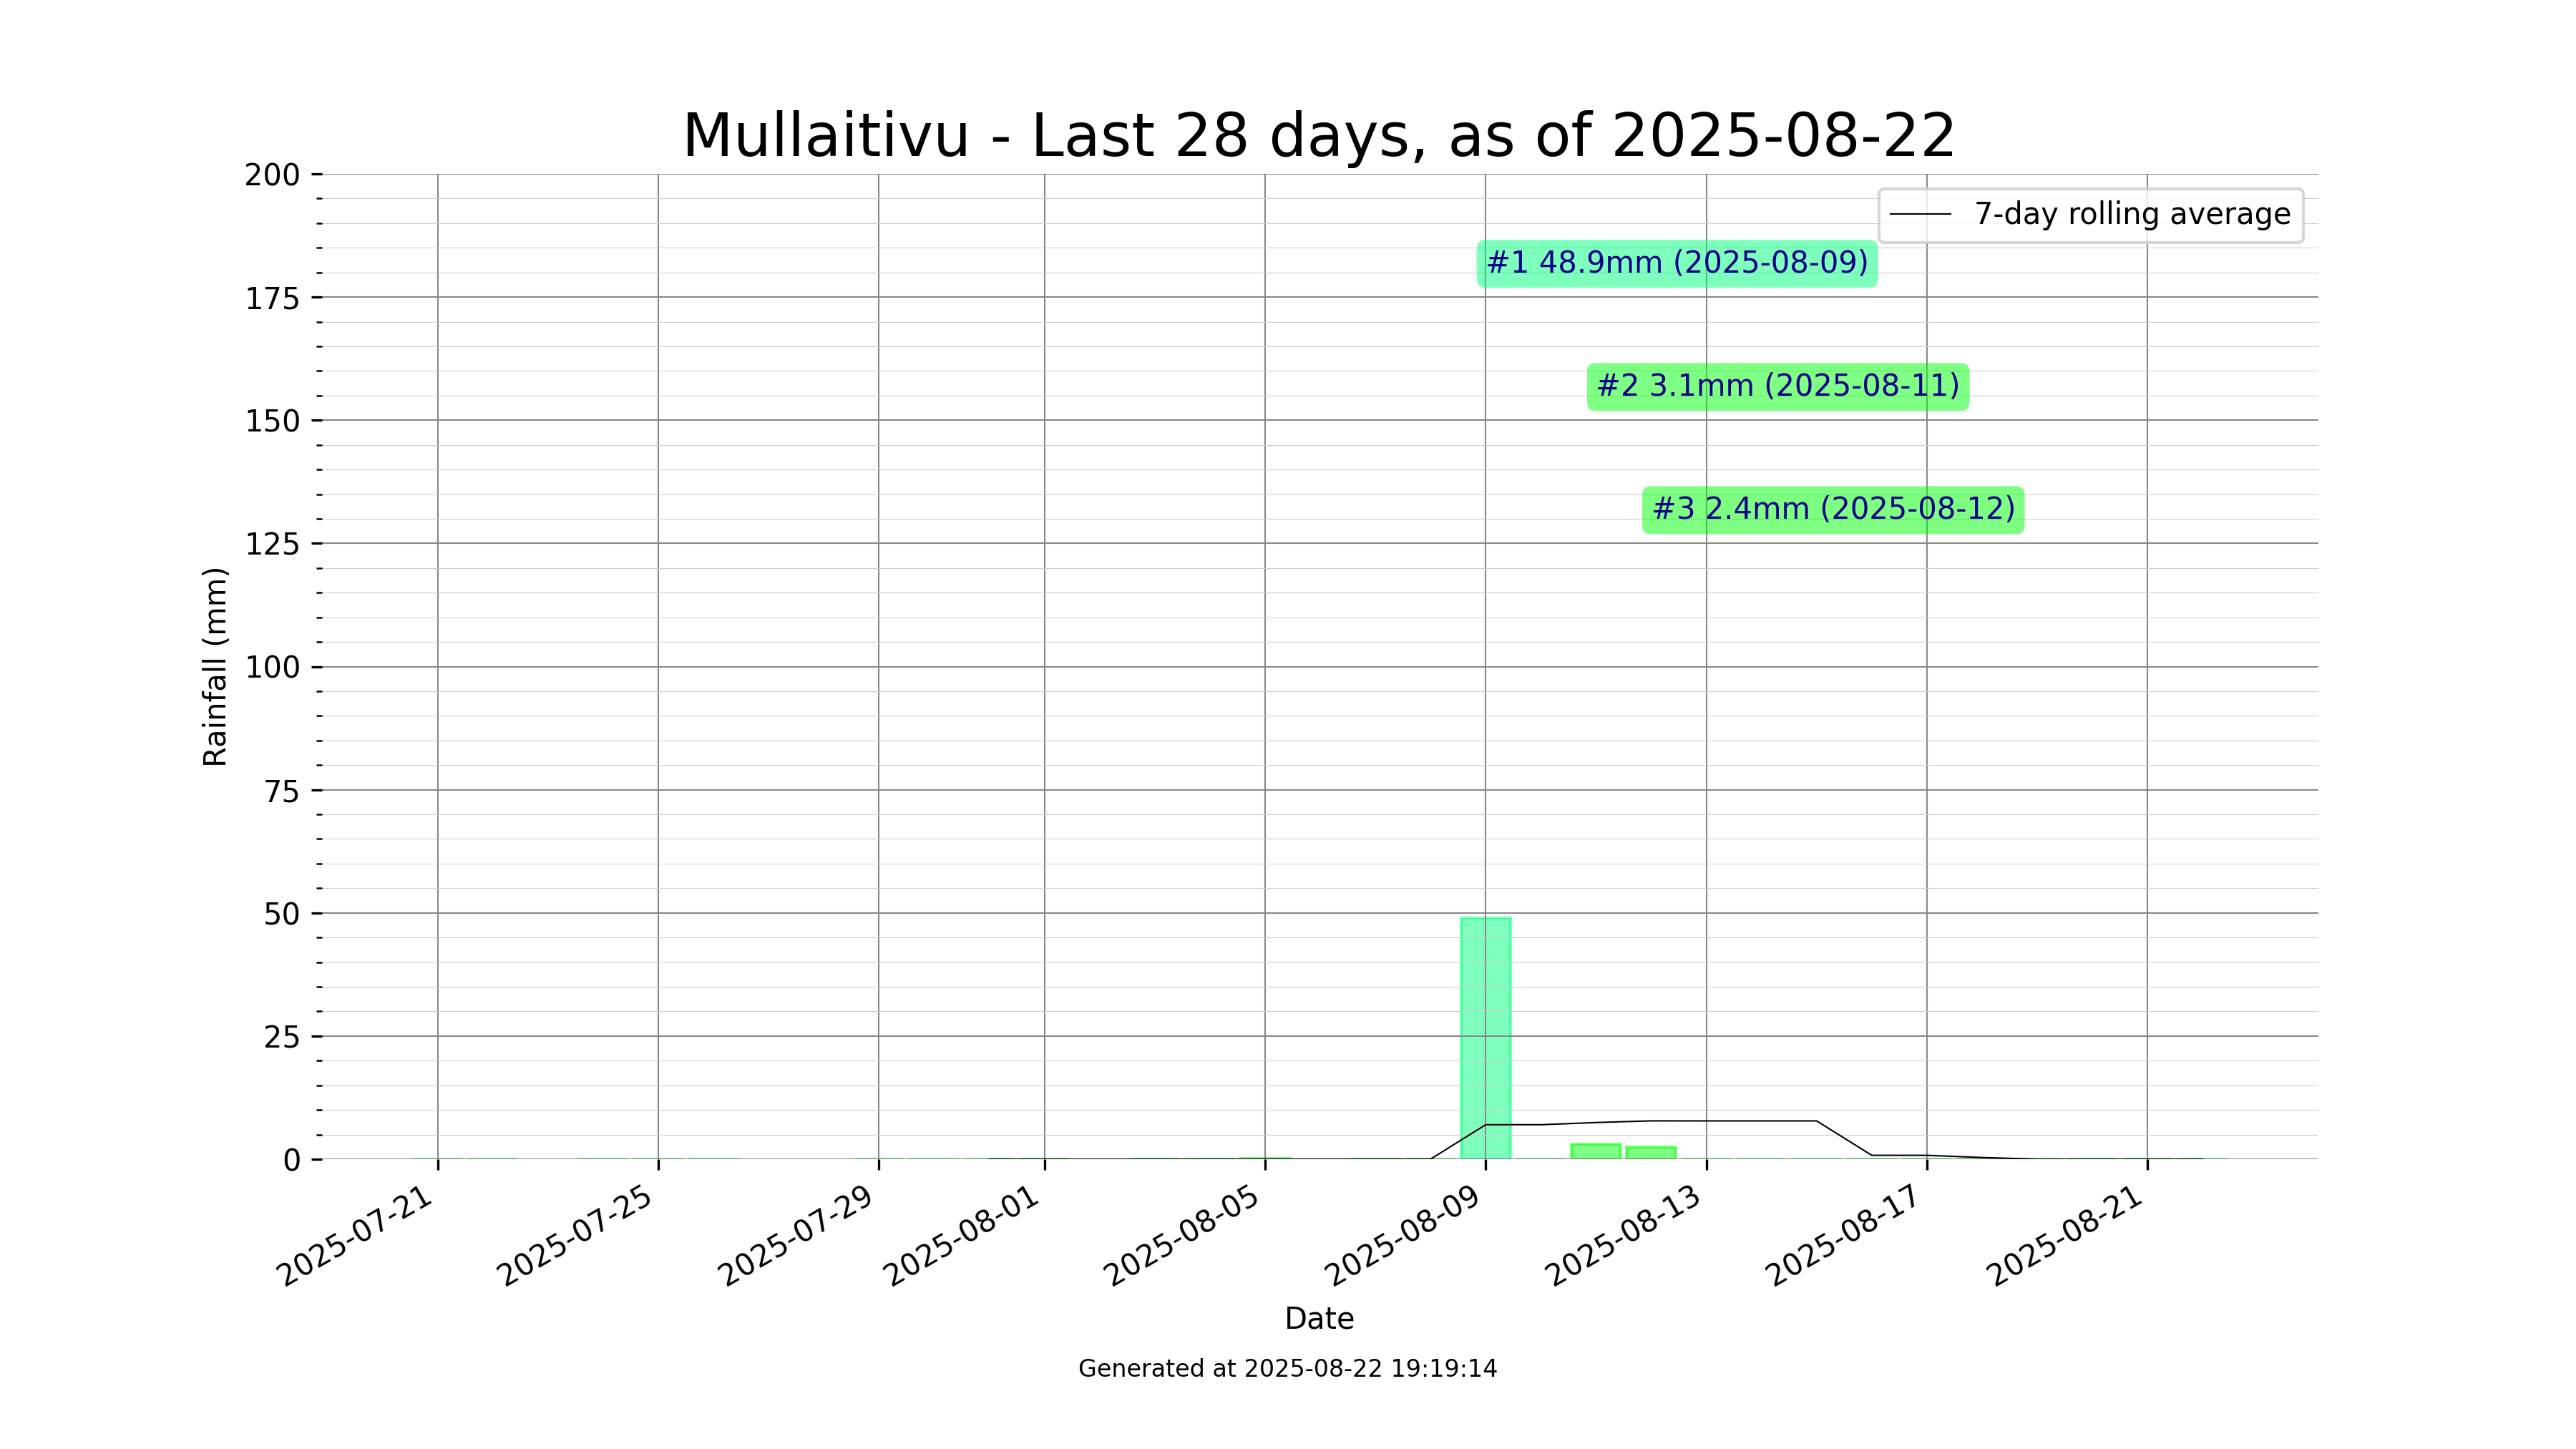 Mullaitivu - Last 28 days, as of 2025-08-22
200
175
150
125
100
75
50
25
0
Rainfall (mm)
7-day rolling average
#1 48.9mm (2025-08-09)
#2 3.1mm (2025-08-11)
#3 2.4mm (2025-08-12)
2025-07-21
2025-07-25
2025-07-29
2025-08-01
2025-08-05
2025-08-09
2025-08-13
2025-08-17
2025-08-21
Date
Generated at 2025-08-22 19:19:14